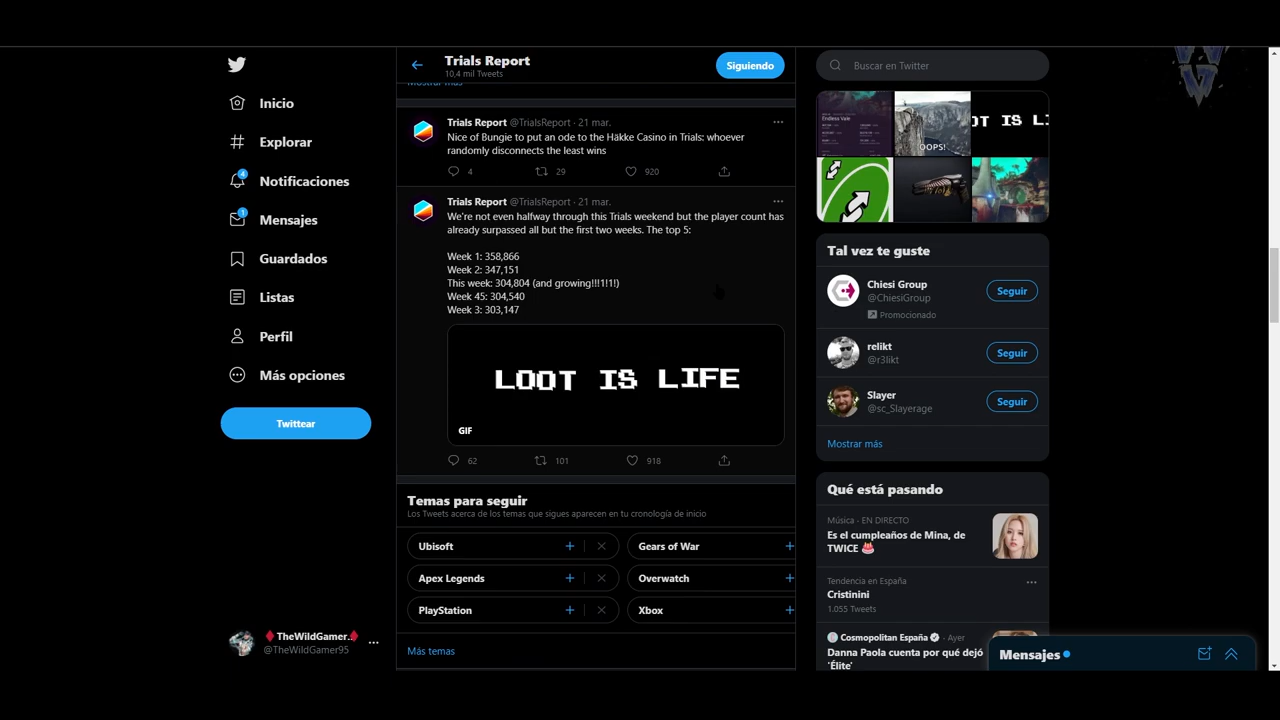 Inicio
Explorar
4
Notificaciones
1
Mensajes
Guardados
Listas
Perfil
Más opciones
Twittear
TheWildGamer..
@TheWildGamer95
Trials Report
10,4 mil Tweets
Siguiendo
Mostrar más
Trials Report @TrialsReport · 21 mar.
Nice of Bungie to put an ode to the Häkke Casino in Trials: whoever
randomly disconnects the least wins
4 29 920
Trials Report @TrialsReport · 21 mar.
We're not even halfway through this Trials weekend but the player count has
already surpassed all but the first two weeks. The top 5:
Week 1: 358,866
Week 2: 347,151
This week: 304,804 (and growing!!!1!1!)
Week 45: 304,540
Week 3: 303,147
LOOT IS LIFE
GIF
62 101 918
Temas para seguir
Los Tweets acerca de los temas que sigues aparecen en tu cronología de inicio
Ubisoft Gears of War
Apex Legends Overwatch
PlayStation Xbox
Más temas
Buscar en Twitter
Endless Vale
OOPS!
OT IS LI
Tal vez te guste
Chiesi Group
@ChiesiGroup
Promocionado
Seguir
relikt
@r3likt
Seguir
Slayer
@sc_Slayerage
Seguir
Mostrar más
Qué está pasando
Música · EN DIRECTO
Es el cumpleaños de Mina, de
TWICE
Tendencia en España
Cristinini
1.055 Tweets
Cosmopolitan España · Ayer
Danna Paola cuenta por qué dejó
'Élite'
Mensajes